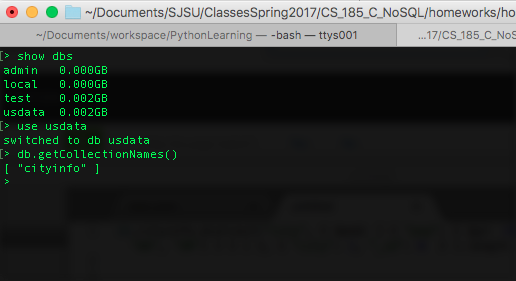 ~/Documents/SJSU/ClassesSpring2017/CS_185_C_NoSQL/homeworks/ho
~/Documents/workspace/PythonLearning — -bash — ttys001 ...17/CS_185_C_NoS
[> show dbs
admin 0.000GB
local 0.000GB
test 0.002GB
usdata 0.002GB
[> use usdata
switched to db usdata
[> db.getCollectionNames()
[ "cityinfo" ]
>